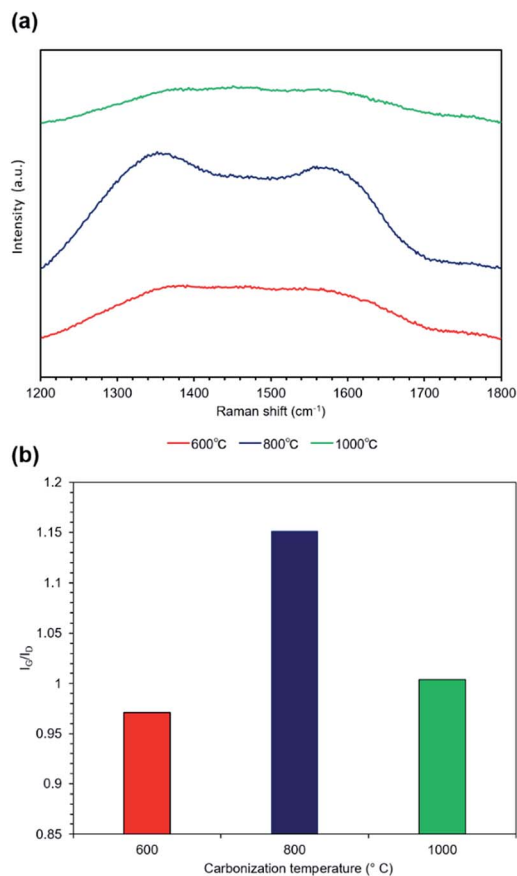 (a)
Intensity (a.u.)
1200 1300 1400 1500 1600 1700 1800
Raman shift (cm⁻¹)
600℃ 800℃ 1000℃
(b)
1.2
1.15
1.1
1.05
1
0.95
0.9
0.85
I_G/I_D
600 800 1000
Carbonization temperature (° C)